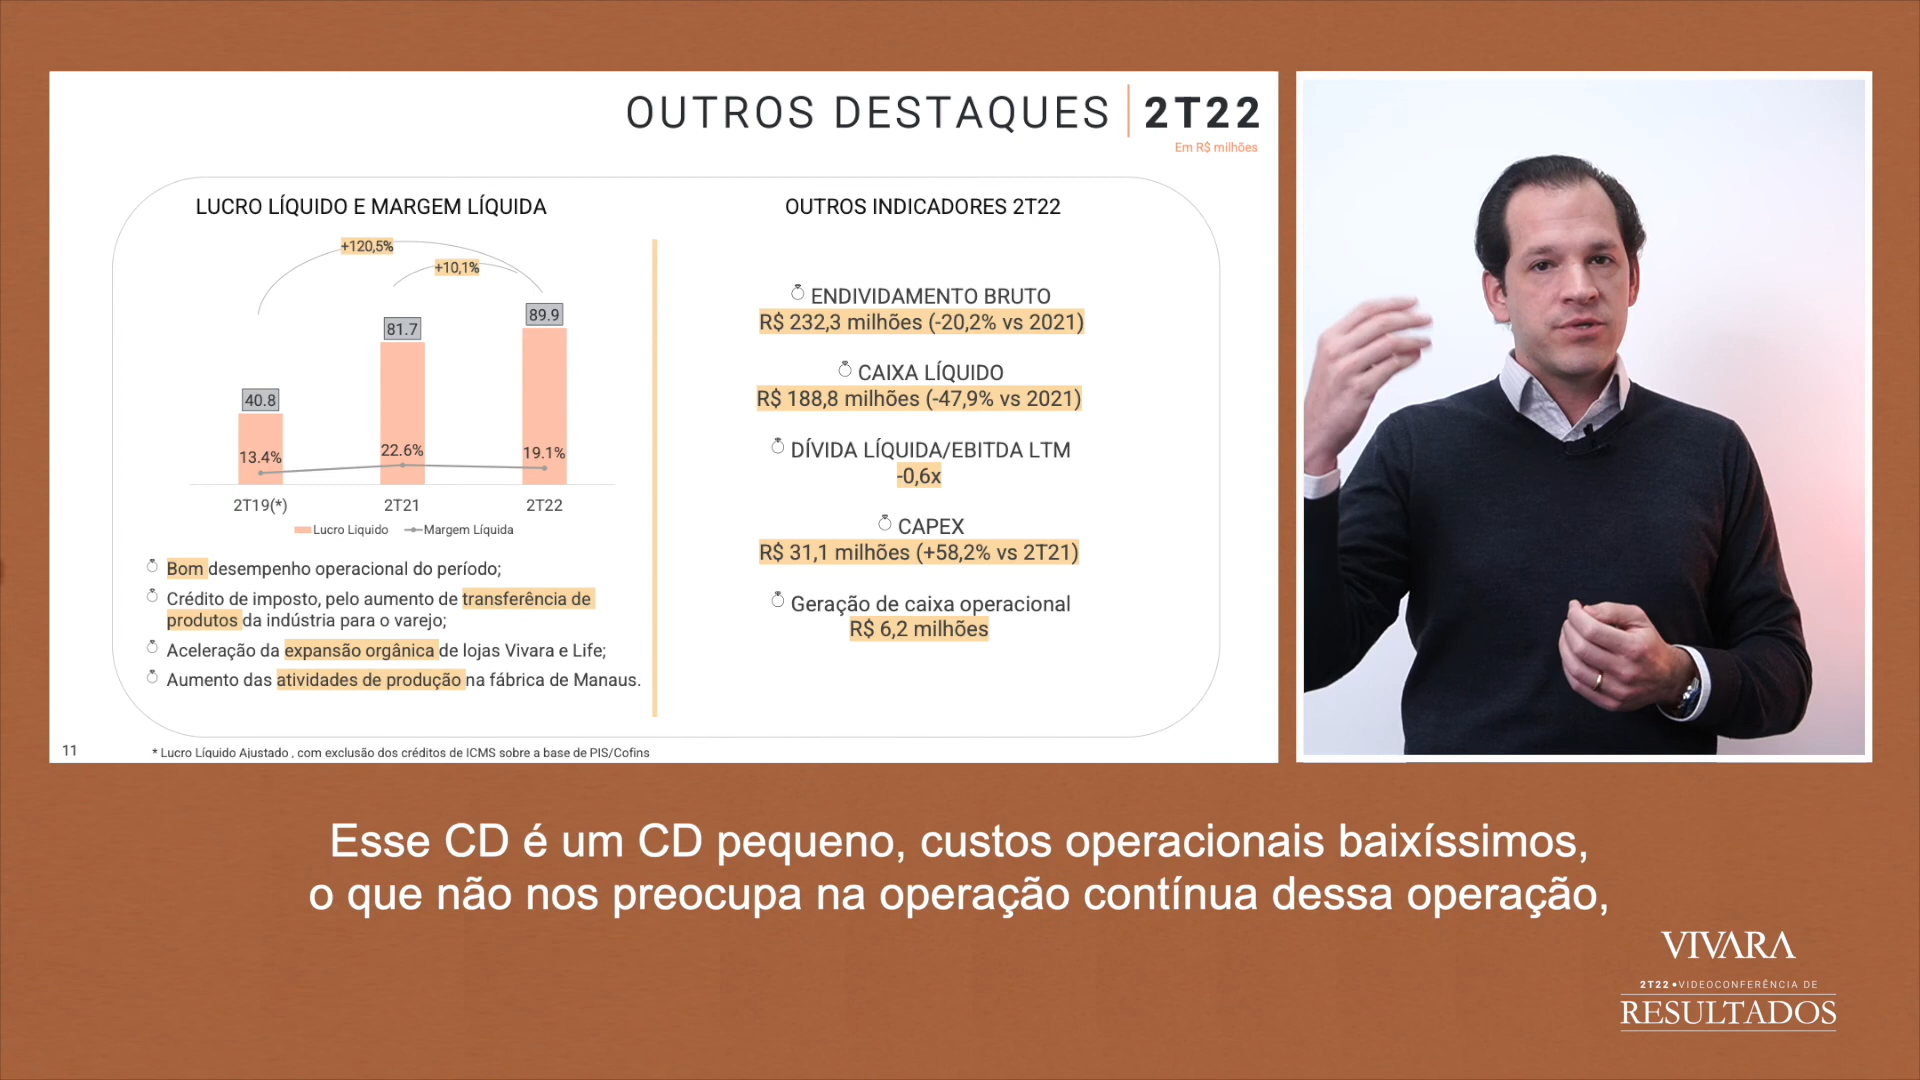 OUTROS DESTAQUES 2T22
Em R$ milhões
LUCRO LÍQUIDO E MARGEM LÍQUIDA
+120,5%
+10,1%
40.8
81.7
89.9
13.4%
22.6%
19.1%
2T19(*)
2T21
2T22
Lucro Liquido
Margem Líquida
Bom desempenho operacional do período;
Crédito de imposto, pelo aumento de transferência de
produtos da indústria para o varejo;
Aceleração da expansão orgânica de lojas Vivara e Life;
Aumento das atividades de produção na fábrica de Manaus.
OUTROS INDICADORES 2T22
ENDIVIDAMENTO BRUTO
R$ 232,3 milhões (-20,2% vs 2021)
CAIXA LÍQUIDO
R$ 188,8 milhões (-47,9% vs 2021)
DÍVIDA LÍQUIDA/EBITDA LTM
-0,6x
CAPEX
R$ 31,1 milhões (+58,2% vs 2T21)
Geração de caixa operacional
R$ 6,2 milhões
11
* Lucro Líquido Ajustado , com exclusão dos créditos de ICMS sobre a base de PIS/Cofins
Esse CD é um CD pequeno, custos operacionais baixíssimos,
o que não nos preocupa na operação contínua dessa operação,
VIVARA
2T22 • VIDEOCONFERÊNCIA DE
RESULTADOS